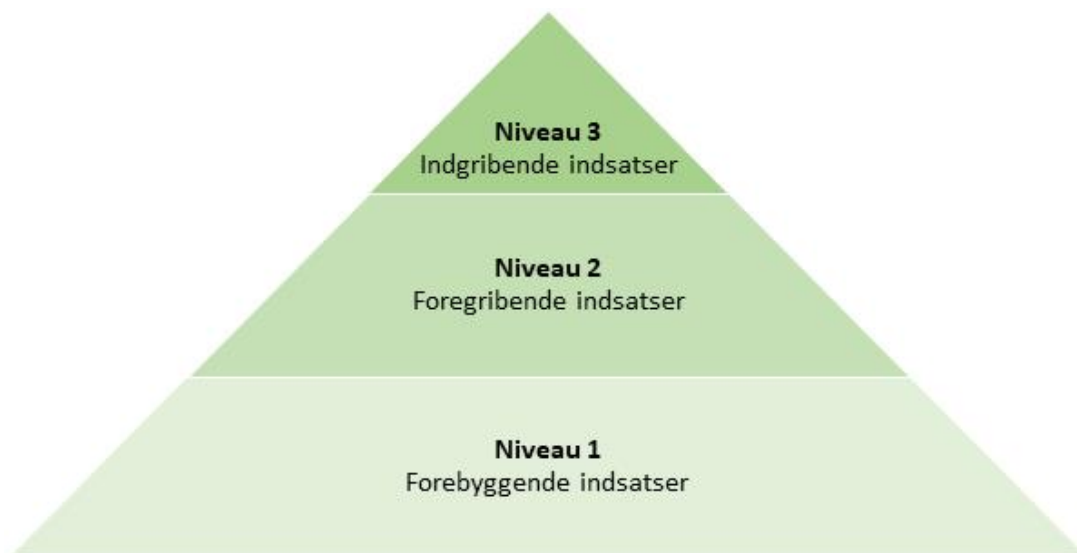 Niveau 3
Indgribende indsatser
Niveau 2
Foregribende indsatser
Niveau 1
Forebyggende indsatser